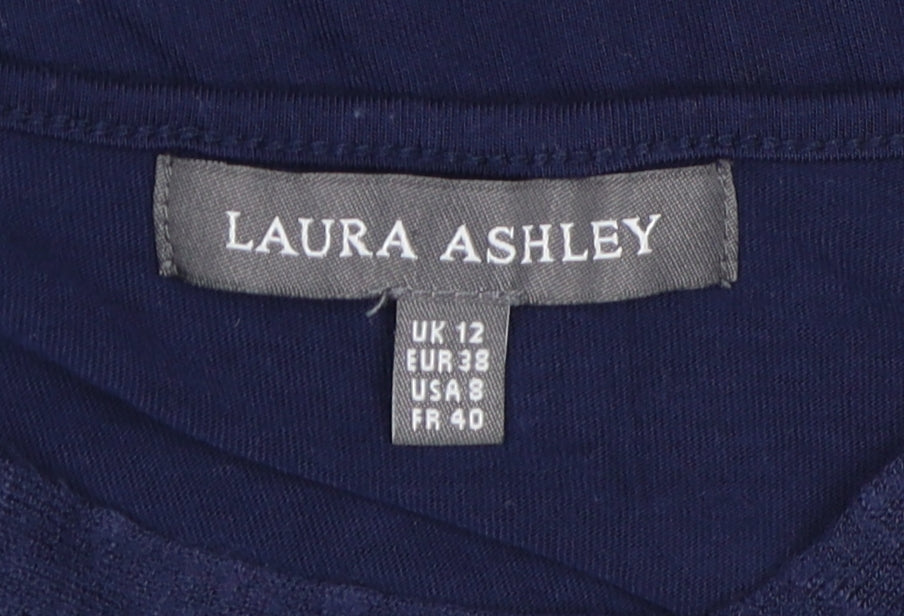 LAURA ASHLEY
UK 12
EUR 38
USA 8
FR 40